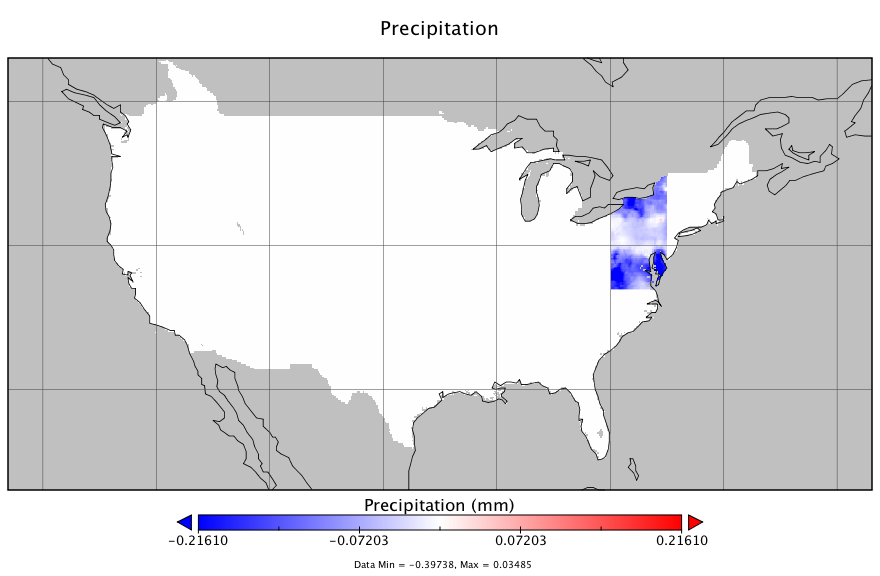 Precipitation
Precipitation (mm)
−0.21610 −0.07203 0.07203 0.21610
Data Min = −0.39738, Max = 0.03485